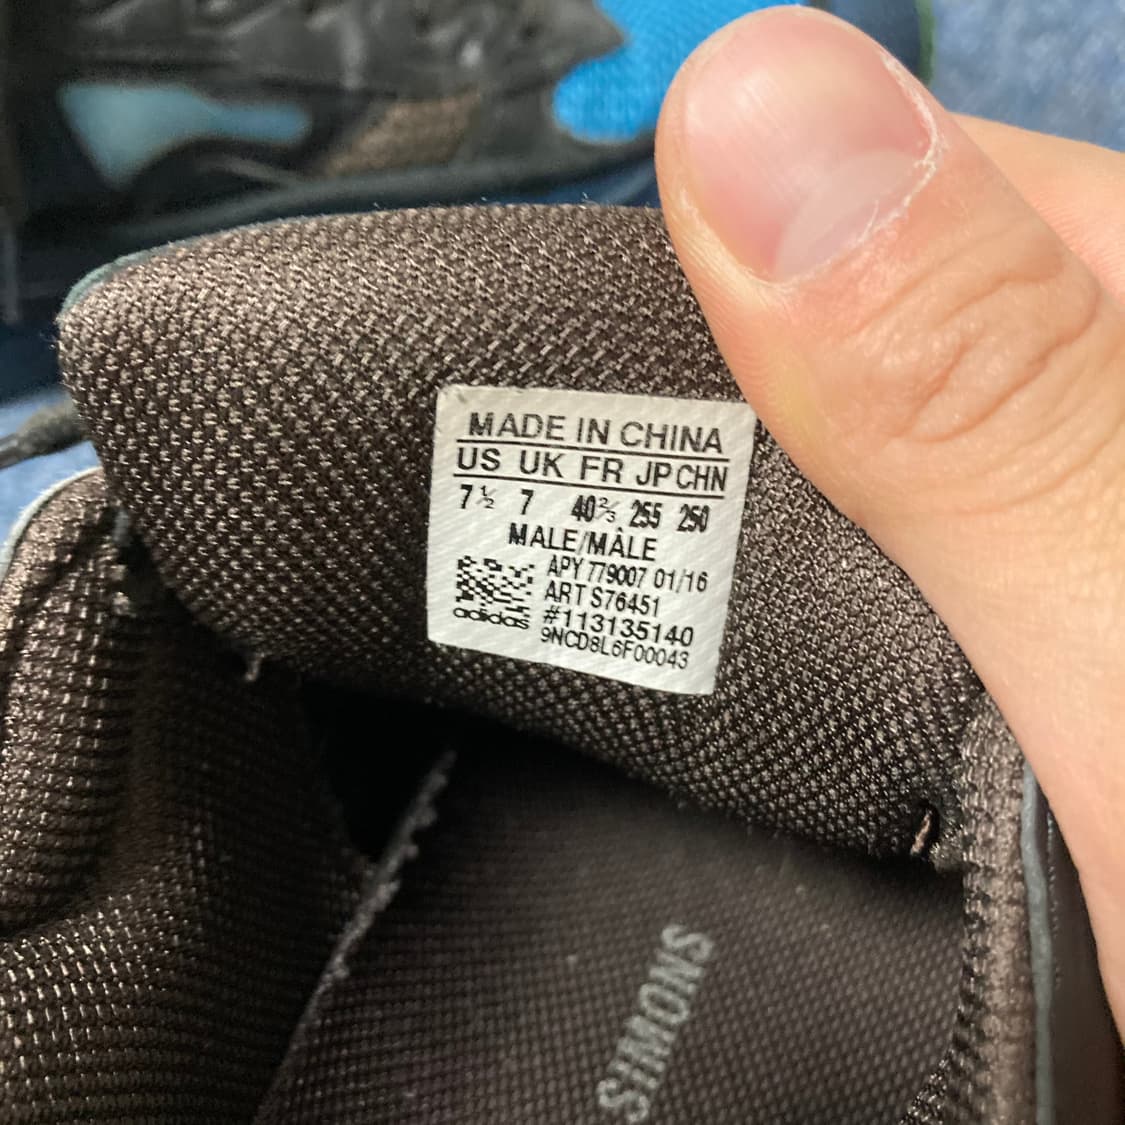 MADE IN CHINA
US UK FR JP CHN
7½ 7 40⅔ 255 250
MALE/MÂLE
APY 779007 01/16
ART S76451
#113135140
9NCD8L6F00043
adidas
SIMONS